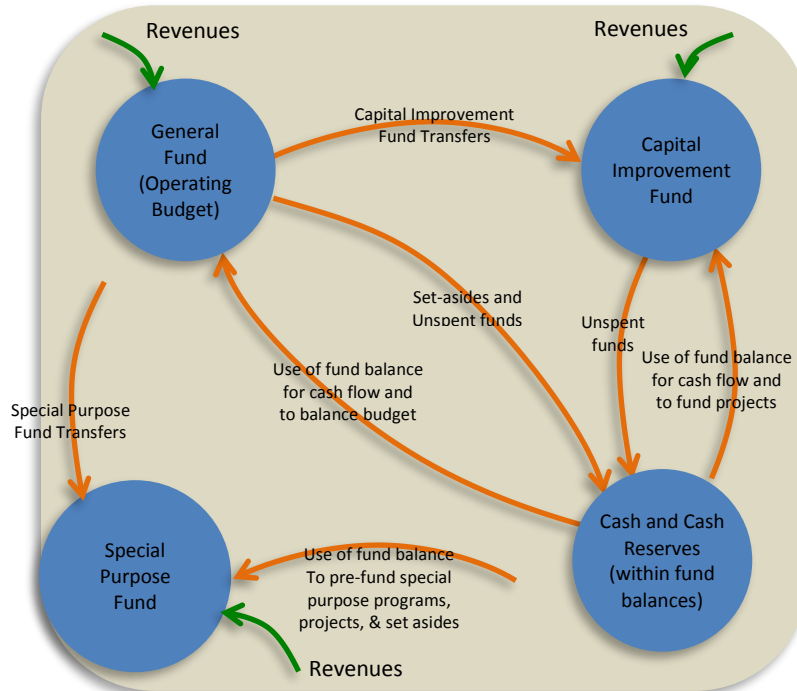 Revenues
Revenues
General
Fund
(Operating
Budget)
Capital Improvement
Fund Transfers
Capital
Improvement
Fund
Set-asides and
Unspent funds
Unspent
funds
Use of fund balance
for cash flow and
to balance budget
Use of fund balance
for cash flow and
to fund projects
Special Purpose
Fund Transfers
Special
Purpose
Fund
Use of fund balance
To pre-fund special
purpose programs,
projects, & set asides
Cash and Cash
Reserves
(within fund
balances)
Revenues